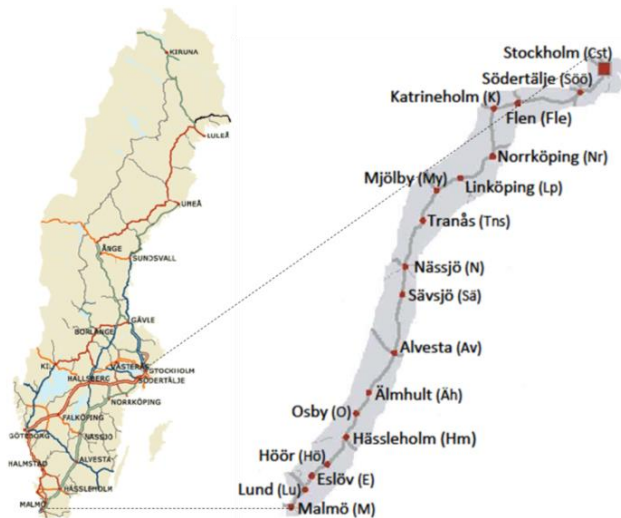 KIRUNA
LULEÅ
UMEÅ
ÅNGE
SUNDSVALL
GÄVLE
BORLÄNGE
KIL
VÄSTERÅS
STOCKHOLM
HALLSBERG
SÖDERTÄLJE
NORRKÖPING
FALKÖPING
GÖTEBORG
NÄSSJÖ
HALMSTAD
ALVESTA
HÄSSLEHOLM
MALMÖ
Stockholm (Cst)
Södertälje (Söö)
Katrineholm (K)
Flen (Fle)
Norrköping (Nr)
Mjölby (My)
Linköping (Lp)
Tranås (Tns)
Nässjö (N)
Sävsjö (Sä)
Alvesta (Av)
Älmhult (Äh)
Osby (O)
Hässleholm (Hm)
Höör (Hö)
Eslöv (E)
Lund (Lu)
Malmö (M)